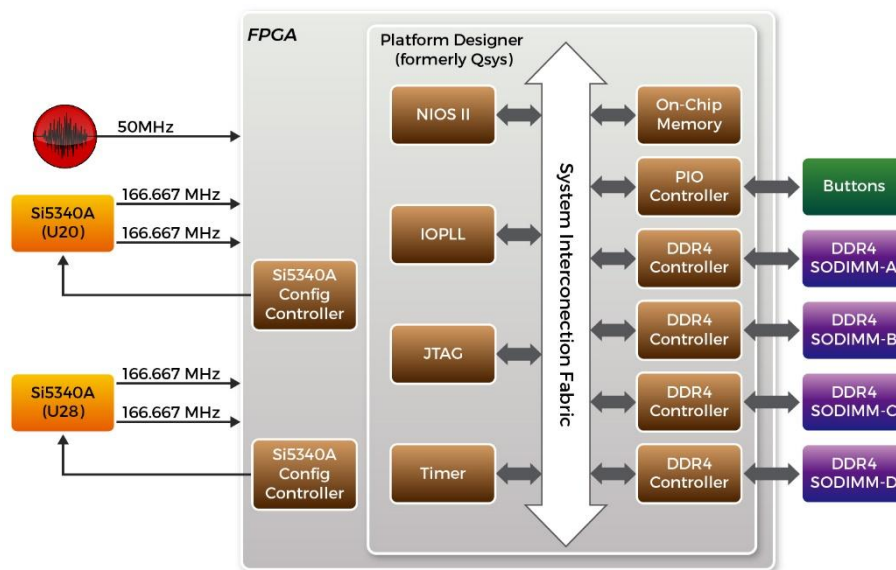 FPGA
Platform Designer
(formerly Qsys)
50MHz
166.667 MHz
Si5340A
(U20)
166.667 MHz
Si5340A
Config
Controller
166.667 MHz
Si5340A
(U28)
166.667 MHz
Si5340A
Config
Controller
NIOS II
IOPLL
JTAG
Timer
System Interconection Fabric
On-Chip
Memory
PIO
Controller
Buttons
DDR4
Controller
DDR4
SODIMM-A
DDR4
Controller
DDR4
SODIMM-B
DDR4
Controller
DDR4
SODIMM-C
DDR4
Controller
DDR4
SODIMM-D